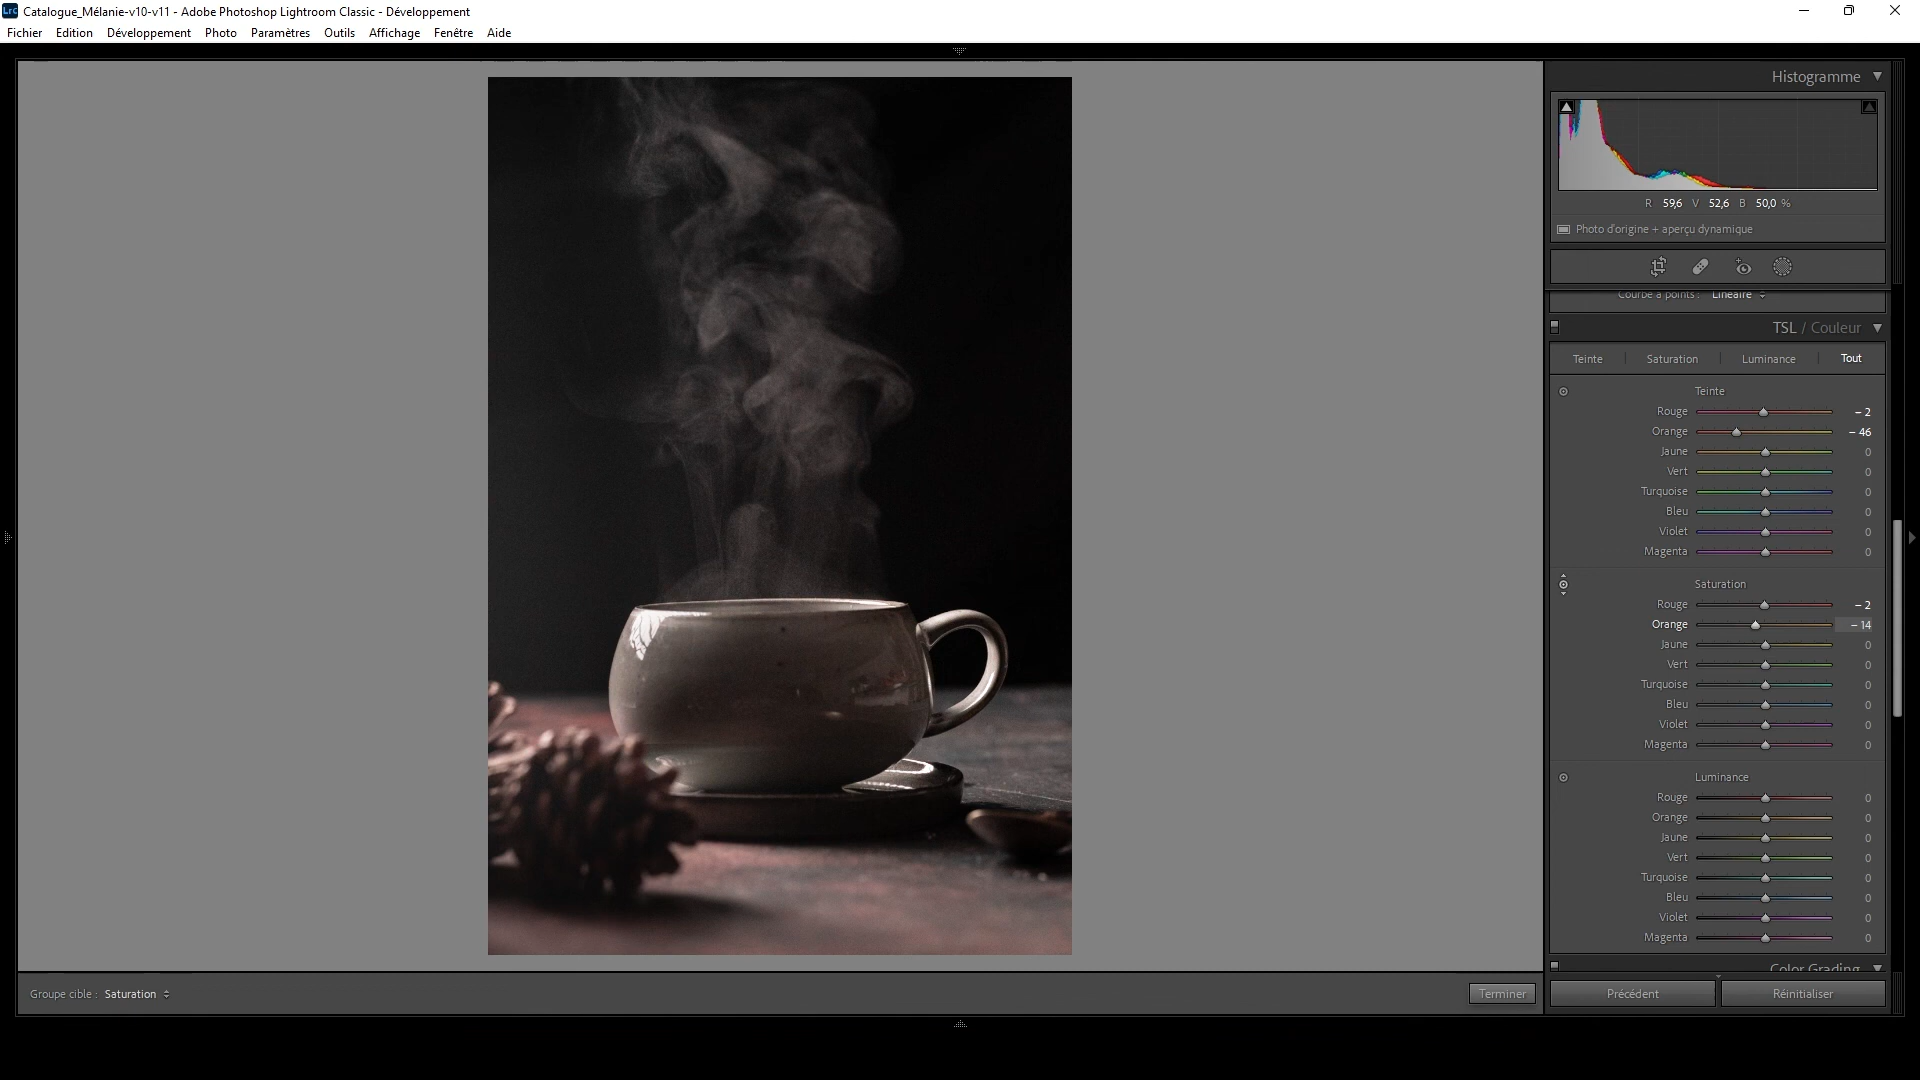 Lrc Catalogue_Mélanie-v10-v11 - Adobe Photoshop Lightroom Classic - Développement
Fichier Edition Développement Photo Paramètres Outils Affichage Fenêtre Aide
Histogramme
R 59,6 V 52,6 B 50,0 %
Photo d'origine + aperçu dynamique
Courbe à points : Linéaire
TSL / Couleur
Teinte Saturation Luminance Tout
Teinte
Rouge – 2
Orange – 46
Jaune 0
Vert 0
Turquoise 0
Bleu 0
Violet 0
Magenta 0
Saturation
Rouge – 2
Orange – 14
Jaune 0
Vert 0
Turquoise 0
Bleu 0
Violet 0
Magenta 0
Luminance
Rouge 0
Orange 0
Jaune 0
Vert 0
Turquoise 0
Bleu 0
Violet 0
Magenta 0
Color Grading
Groupe cible : Saturation Terminer Précédent Réinitialiser